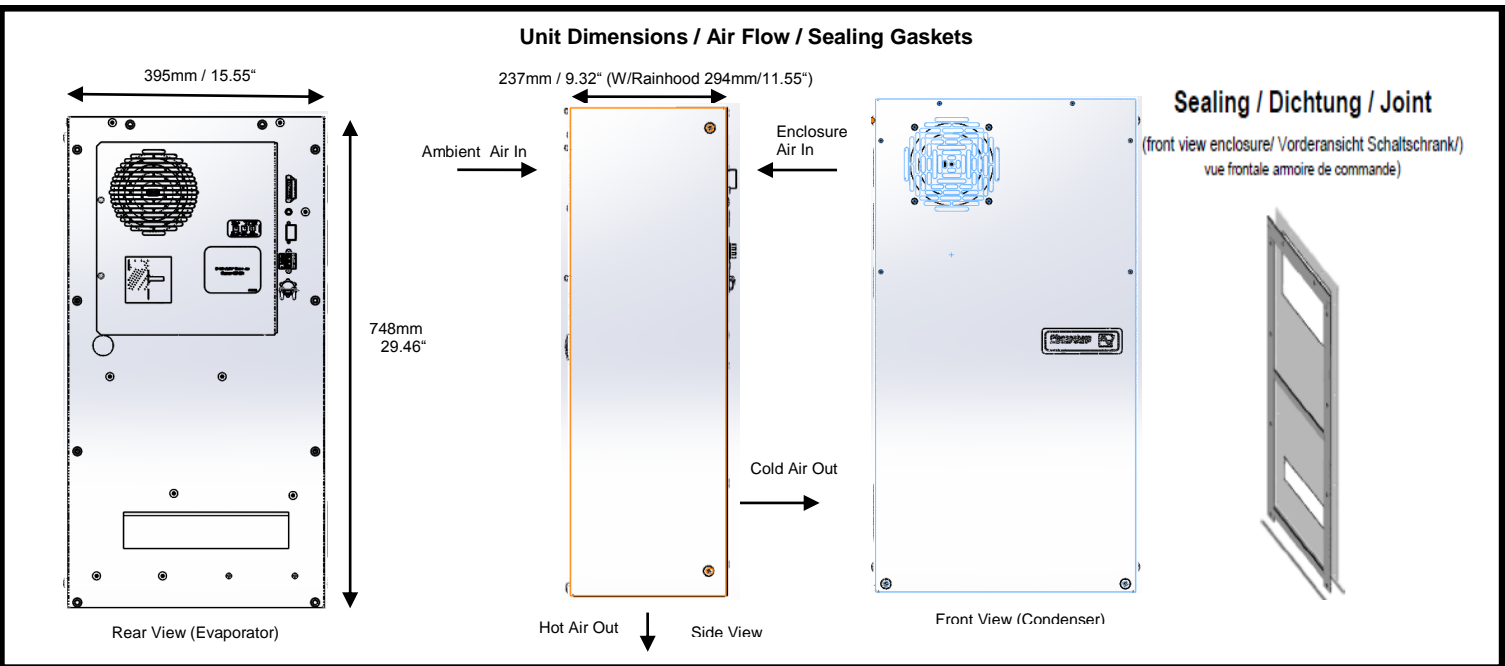 Unit Dimensions / Air Flow / Sealing Gaskets
395mm / 15.55“
237mm / 9.32“ (W/Rainhood 294mm/11.55“)
Sealing / Dichtung / Joint
(front view enclosure/ Vorderansicht Schaltschrank/)
vue frontale armoire de commande)
Ambient Air In
Enclosure
Air In
748mm
29.46“
Cold Air Out
Rear View (Evaporator)
Hot Air Out
Side View
Front View (Condenser)